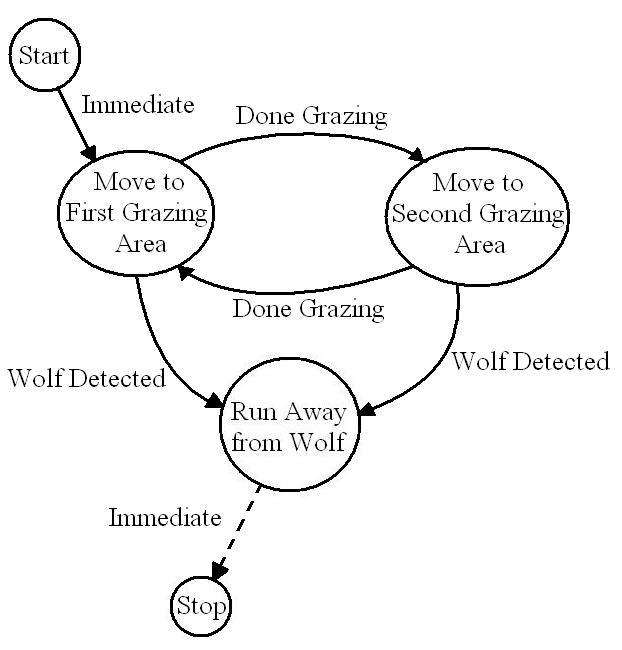 Start
Immediate
Done Grazing
Move to
First Grazing
Area
Move to
Second Grazing
Area
Done Grazing
Wolf Detected
Wolf Detected
Run Away
from Wolf
Immediate
Stop